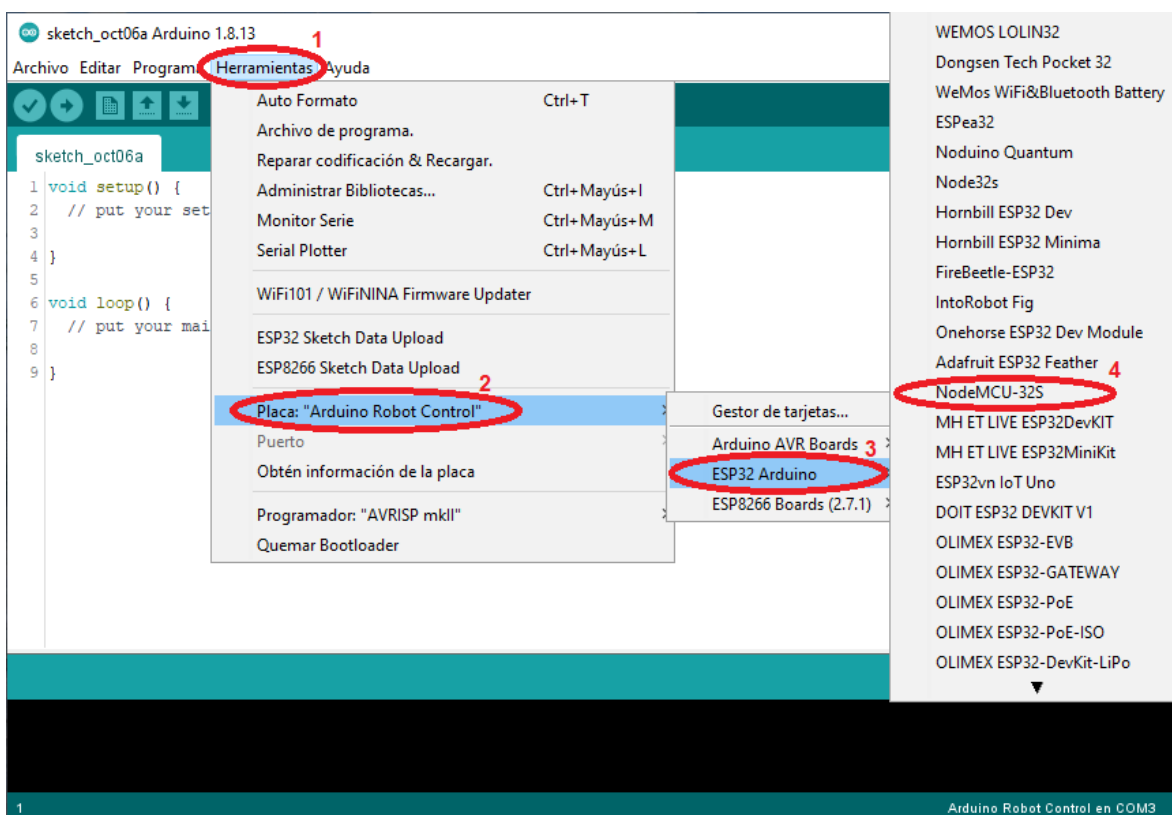 sketch_oct06a Arduino 1.8.13
1
Archivo Editar Program Herramientas Ayuda
sketch_oct06a
1 void setup() {
2 // put your set
3
4 }
5
6 void loop() {
7 // put your mai
8
9 }
Auto Formato Ctrl+T
Archivo de programa.
Reparar codificación & Recargar.
Administrar Bibliotecas... Ctrl+Mayús+I
Monitor Serie Ctrl+Mayús+M
Serial Plotter Ctrl+Mayús+L
WiFi101 / WiFiNINA Firmware Updater
ESP32 Sketch Data Upload
ESP8266 Sketch Data Upload
2
Placa: "Arduino Robot Control"
Puerto
Obtén información de la placa
Programador: "AVRISP mkII"
Quemar Bootloader
Gestor de tarjetas...
Arduino AVR Boards
3
ESP32 Arduino
ESP8266 Boards (2.7.1)
WEMOS LOLIN32
Dongsen Tech Pocket 32
WeMos WiFi&Bluetooth Battery
ESPea32
Noduino Quantum
Node32s
Hornbill ESP32 Dev
Hornbill ESP32 Minima
FireBeetle-ESP32
IntoRobot Fig
Onehorse ESP32 Dev Module
Adafruit ESP32 Feather
4
NodeMCU-32S
MH ET LIVE ESP32DevKIT
MH ET LIVE ESP32MiniKit
ESP32vn IoT Uno
DOIT ESP32 DEVKIT V1
OLIMEX ESP32-EVB
OLIMEX ESP32-GATEWAY
OLIMEX ESP32-PoE
OLIMEX ESP32-PoE-ISO
OLIMEX ESP32-DevKit-LiPo
1
Arduino Robot Control en COM3